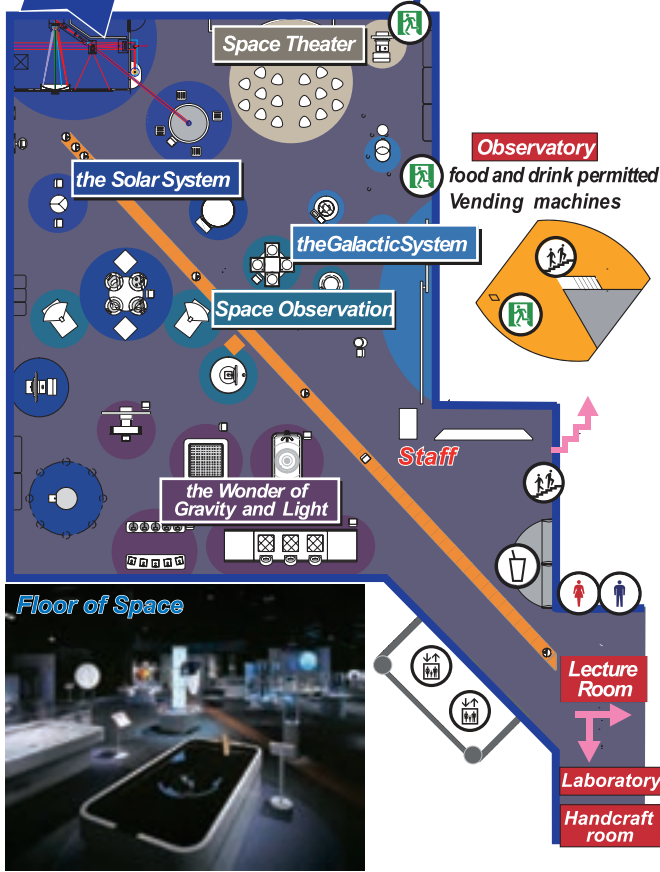 Space Theater
Observatory
food and drink permitted
Vending machines
the Solar System
theGalacticSystem
Space Observation
Staff
the Wonder of
Gravity and Light
Floor of Space
Lecture
Room
Laboratory
Handcraft
room